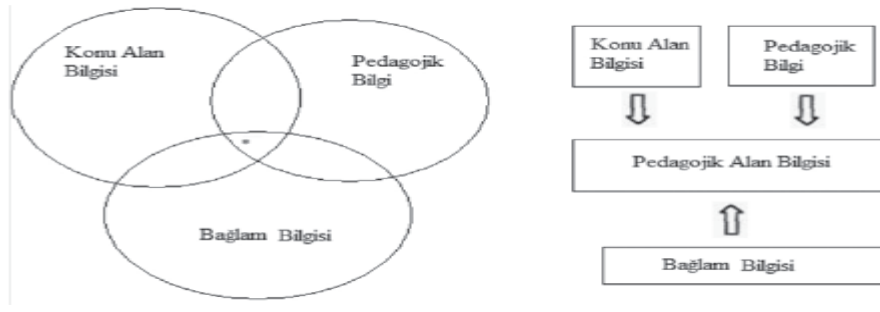 Konu Alan
Bilgisi
Pedagojik
Bilgi
*
Bağlam Bilgisi
Konu Alan
Bilgisi
Pedagojik
Bilgi
Pedagojik Alan Bilgisi
Bağlam Bilgisi